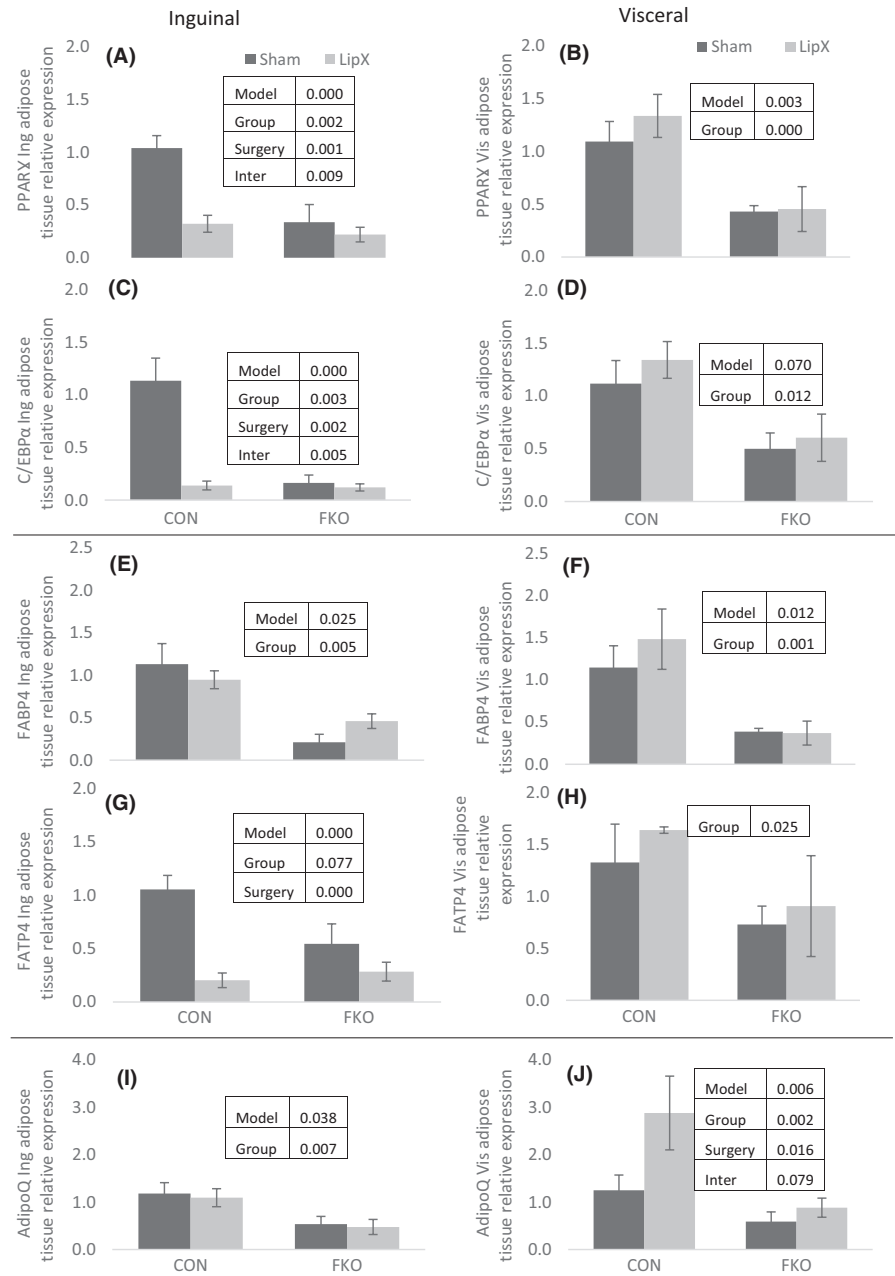 Inguinal
Visceral
(A)
Sham LipX
PPARɣ Ing adipose
tissue relative expression
2.0
1.5
1.0
0.5
0.0
Model 0.000
Group 0.002
Surgery 0.001
Inter 0.009
(B)
Sham LipX
PPARɣ Vis adipose
tissue relative expression
2.0
1.5
1.0
0.5
0.0
Model 0.003
Group 0.000
(C)
C/EBPα Ing adipose
tissue relative expression
2.0
1.5
1.0
0.5
0.0
Model 0.000
Group 0.003
Surgery 0.002
Inter 0.005
CON FKO
(D)
C/EBPα Vis adipose
tissue relative expression
2.0
1.5
1.0
0.5
0.0
Model 0.070
Group 0.012
CON FKO
(E)
FABP4 Ing adipose
tissue relative expression
2.5
2.0
1.5
1.0
0.5
0.0
Model 0.025
Group 0.005
(F)
FABP4 Vis adipose
tissue relative expression
2.5
2.0
1.5
1.0
0.5
0.0
Model 0.012
Group 0.001
(G)
FATP4 Ing adipose
tissue relative expression
2.0
1.5
1.0
0.5
0.0
Model 0.000
Group 0.077
Surgery 0.000
CON FKO
(H)
FATP4 Vis adipose
tissue relative
expression
2.0
1.5
1.0
0.5
0.0
Group 0.025
CON FKO
(I)
AdipoQ Ing adipose
tissue relative expression
4.0
3.0
2.0
1.0
0.0
Model 0.038
Group 0.007
CON FKO
(J)
AdipoQ Vis adipose
tissue relative expression
4.0
3.0
2.0
1.0
0.0
Model 0.006
Group 0.002
Surgery 0.016
Inter 0.079
CON FKO